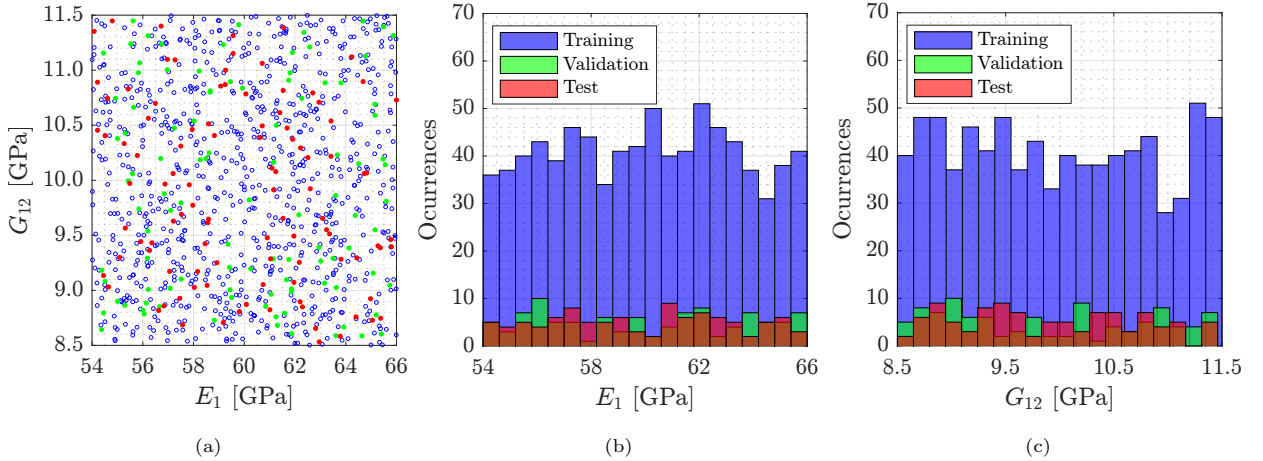 11.5
11.0
10.5
10.0
9.5
9.0
8.5
54
56
58
60
62
64
66
G12 [GPa]
E1 [GPa]
(a)
70
60
50
40
30
20
10
0
54
58
62
66
Ocurrences
E1 [GPa]
Training
Validation
Test
(b)
70
60
50
40
30
20
10
0
8.5
9.5
10.5
11.5
Ocurrences
G12 [GPa]
Training
Validation
Test
(c)